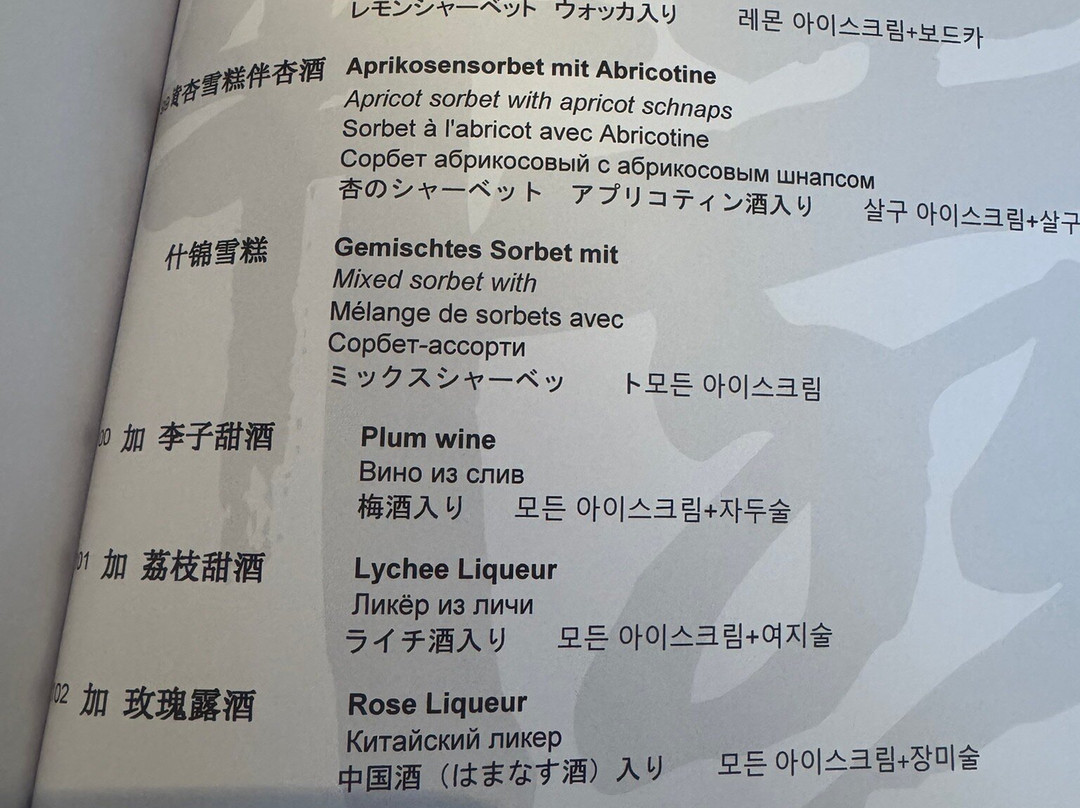 レモンシャーベット ウォッカ入り 레몬 아이스크림+보드카
黄杏雪糕伴杏酒 Aprikosensorbet mit Abricotine
Apricot sorbet with apricot schnaps
Sorbet à l'abricot avec Abricotine
Сорбет абрикосовый с абрикосовым шнапсом
杏のシャーベット アプリコティン酒入り 살구 아이스크림+살구
什锦雪糕 Gemischtes Sorbet mit
Mixed sorbet with
Mélange de sorbets avec
Сорбет-ассорти
ミックスシャーベッ ト모든 아이스크림
00 加 李子甜酒 Plum wine
Вино из слив
梅酒入り 모든 아이스크림+자두술
01 加 荔枝甜酒 Lychee Liqueur
Ликёр из личи
ライチ酒入り 모든 아이스크림+여지술
02 加 玫瑰露酒 Rose Liqueur
Китайский ликер
中国酒（はまなす酒）入り 모든 아이스크림+장미술